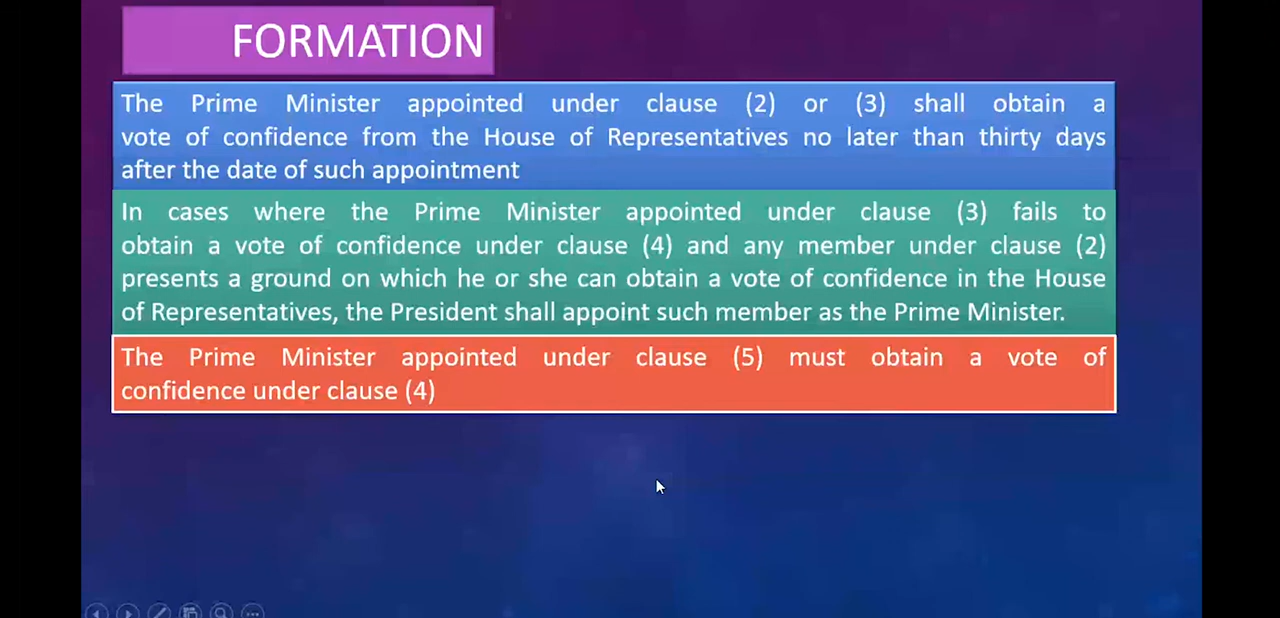 FORMATION
The Prime Minister appointed under clause (2) or (3) shall obtain a
vote of confidence from the House of Representatives no later than thirty days
after the date of such appointment
In cases where the Prime Minister appointed under clause (3) fails to
obtain a vote of confidence under clause (4) and any member under clause (2)
presents a ground on which he or she can obtain a vote of confidence in the House
of Representatives, the President shall appoint such member as the Prime Minister.
The Prime Minister appointed under clause (5) must obtain a vote of
confidence under clause (4)